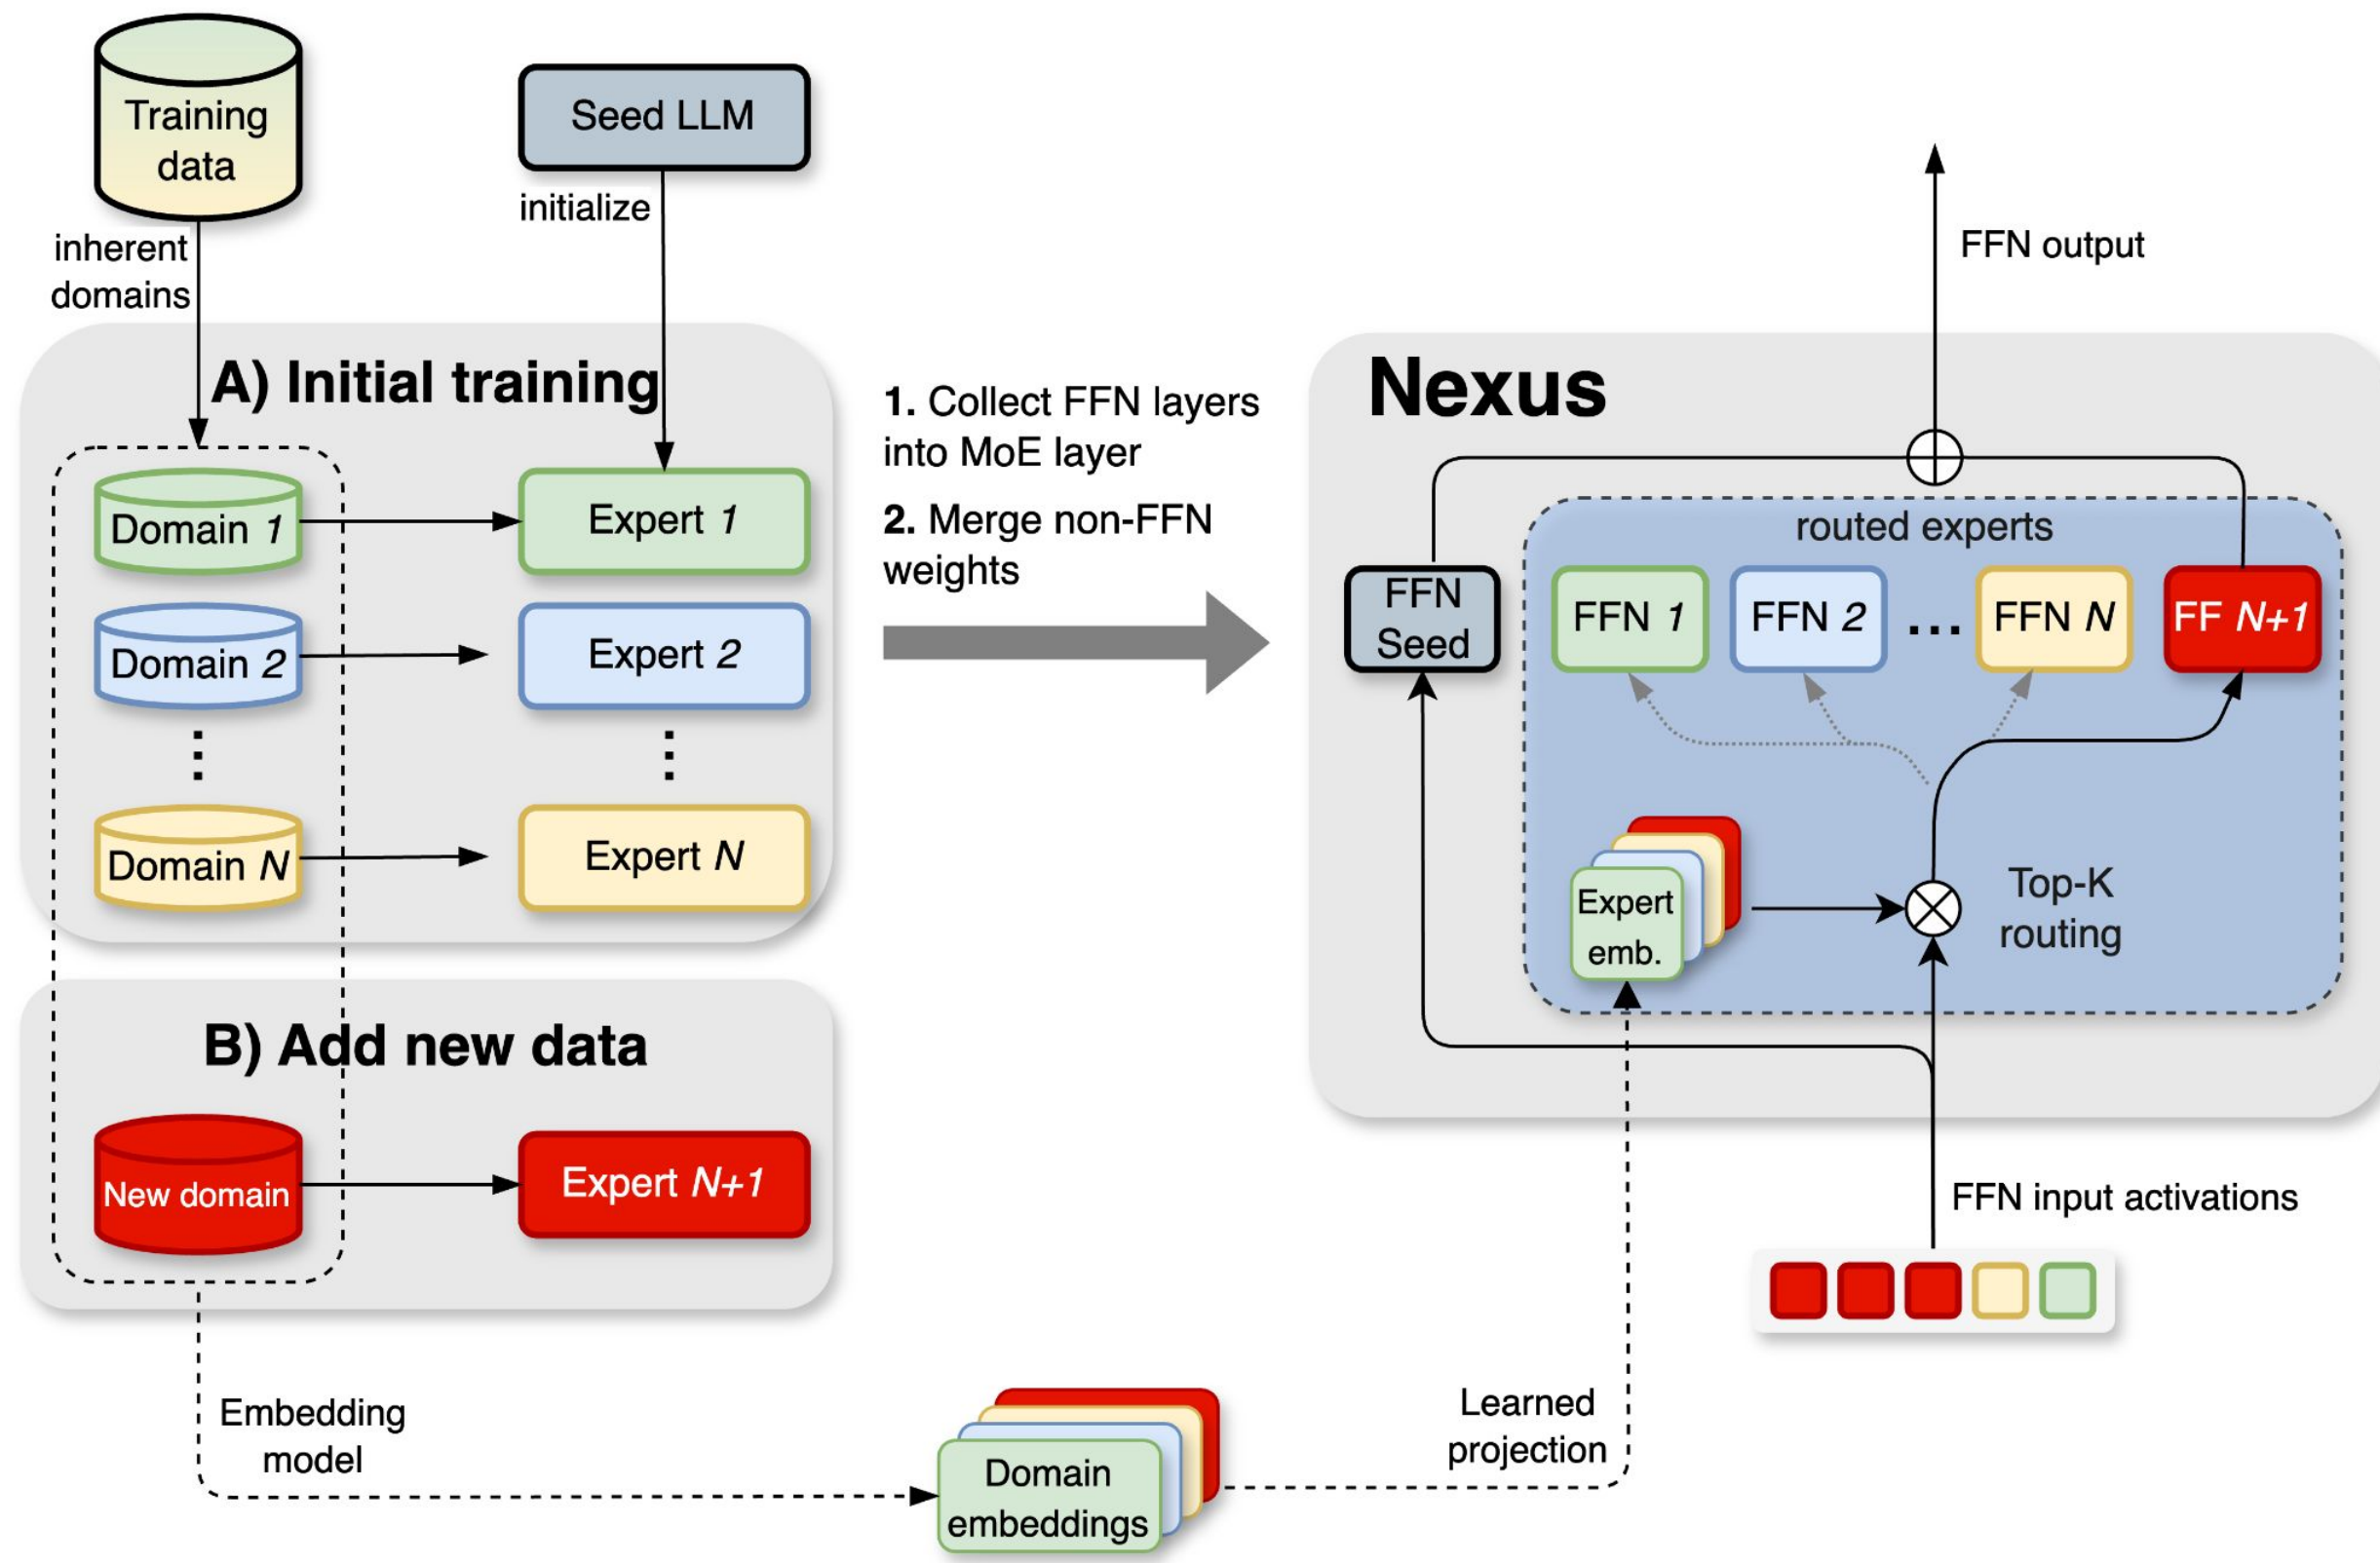 Training
data
Seed LLM
initialize
inherent
domains
A) Initial training
Domain 1
Expert 1
Domain 2
Expert 2
Domain N
Expert N
B) Add new data
New domain
Expert N+1
Embedding
model
Domain
embeddings
Learned
projection
1. Collect FFN layers
into MoE layer
2. Merge non-FFN
weights
Nexus
FFN output
routed experts
FFN
Seed
FFN 1
FFN 2
...
FFN N
FF N+1
Expert
emb.
Top-K
routing
FFN input activations